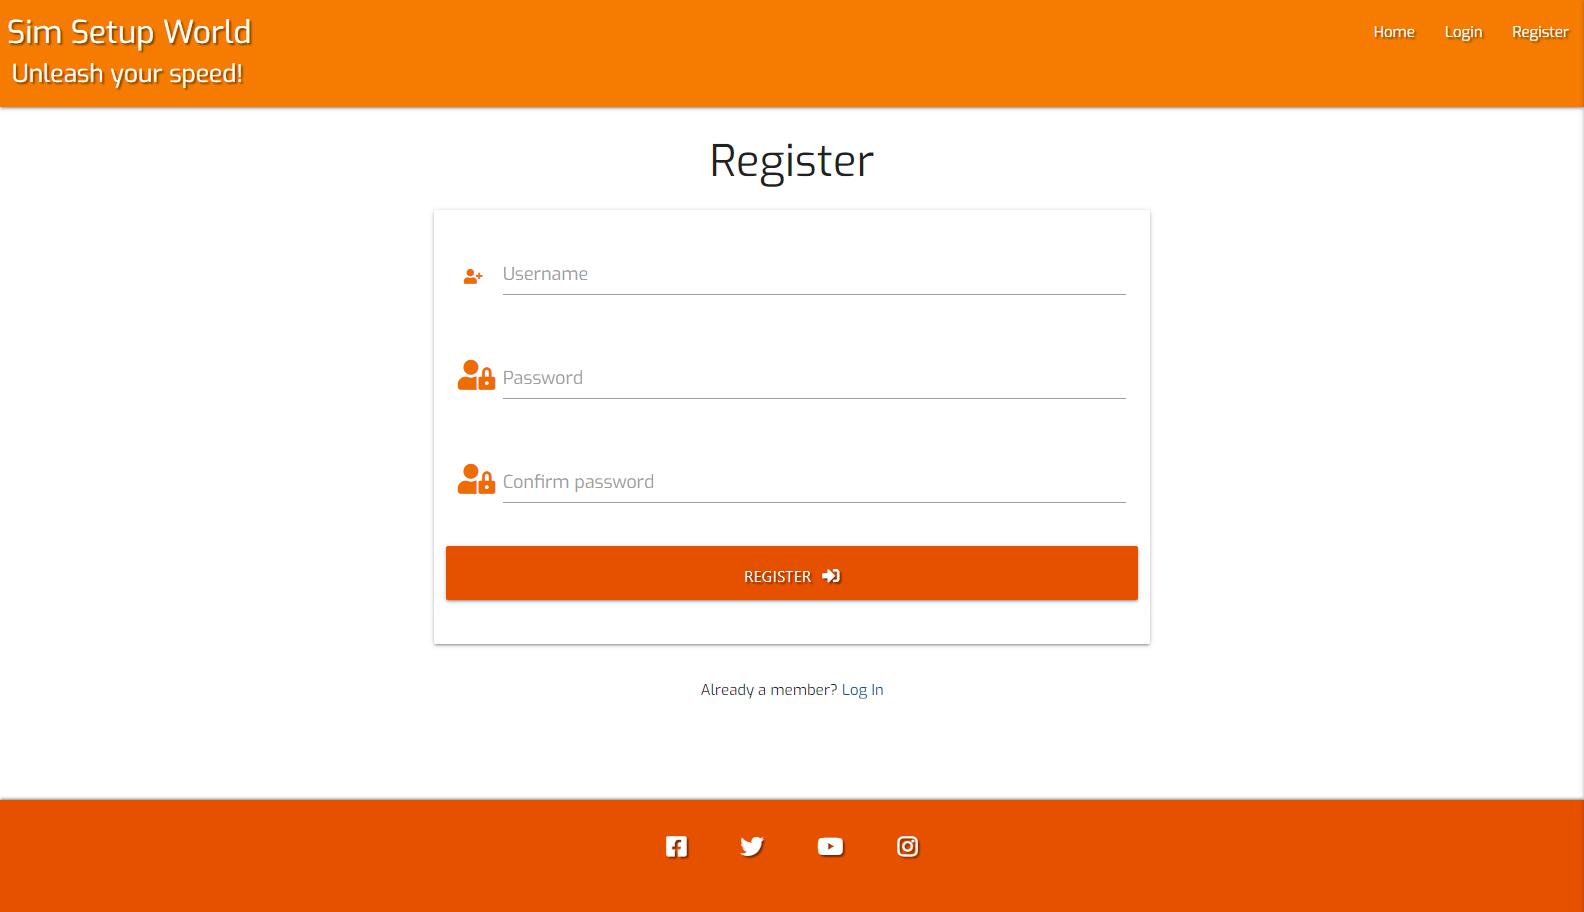 Sim Setup World
Unleash your speed!
Home Login Register
Register
Username
Password
Confirm password
REGISTER
Already a member? Log In